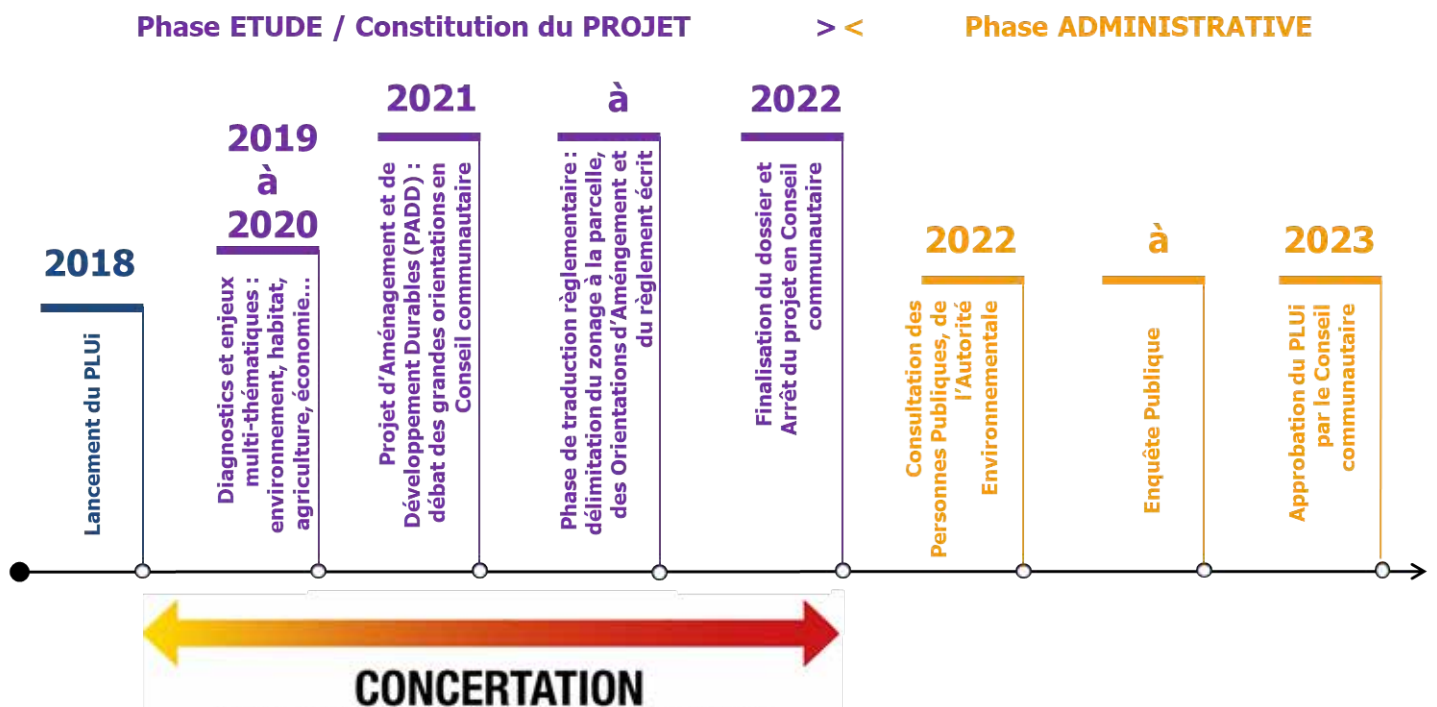 Phase ETUDE / Constitution du PROJET > < Phase ADMINISTRATIVE
2018
Lancement du PLUi
2019
à
2020
Diagnostics et enjeux
multi-thématiques :
environnement, habitat,
agriculture, économie...
2021
Projet d'Aménagement et de
Développement Durables (PADD) :
débat des grandes orientations en
Conseil communautaire
à
Phase de traduction règlementaire :
délimitation du zonage à la parcelle,
des Orientations d'Améngement et
du règlement écrit
2022
Finalisation du dossier et
Arrêt du projet en Conseil
communautaire
2022
Consultation des
Personnes Publiques, de
l'Autorité
Environnementale
à
Enquête Publique
2023
Approbation du PLUi
par le Conseil
communautaire
CONCERTATION